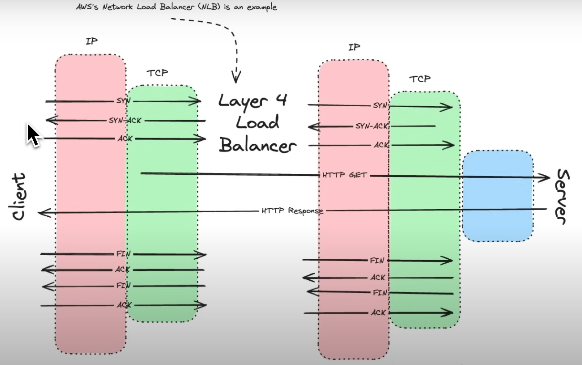 AWS's Network Load Balancer (NLB) is an example
IP
TCP
IP
TCP
Layer 4
Load
Balancer
SYN
SYN-ACK
ACK
SYN
SYN-ACK
ACK
HTTP GET
HTTP Response
Client
Server
FIN
ACK
FIN
ACK
FIN
ACK
FIN
ACK